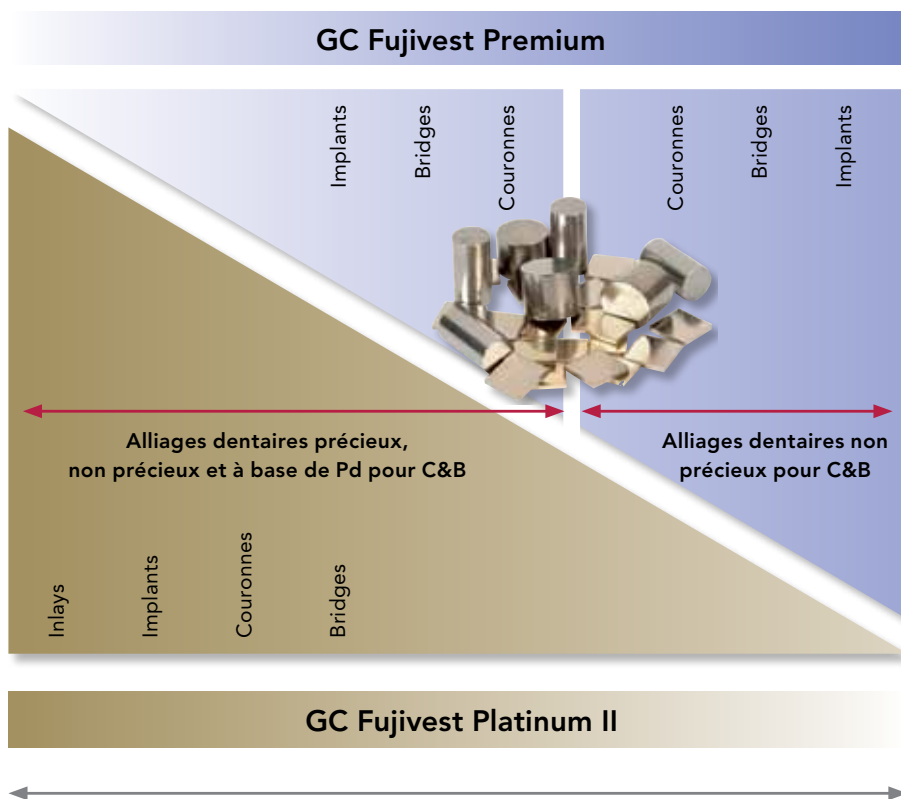 GC Fujivest Premium
Implants
Bridges
Couronnes
Couronnes
Bridges
Implants
Alliages dentaires précieux,
non précieux et à base de Pd pour C&B
Alliages dentaires non
précieux pour C&B
Inlays
Implants
Couronnes
Bridges
GC Fujivest Platinum II